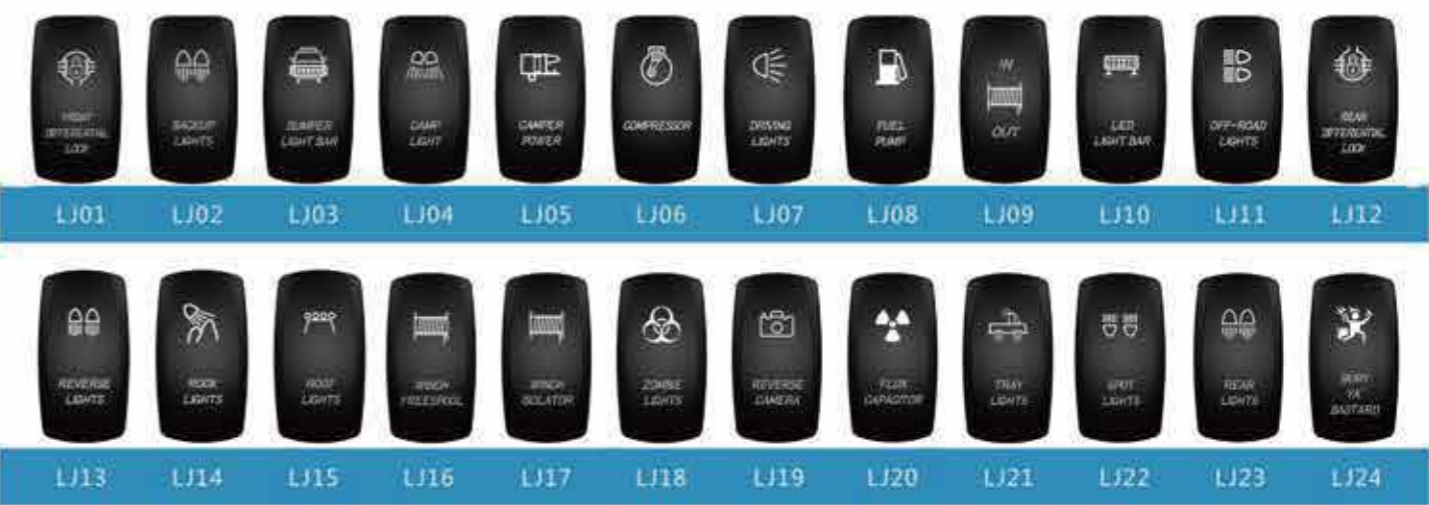 FRONT
DIFFERENTIAL
LOCK
BACKUP
LIGHTS
BUMPER
LIGHT BAR
CAMP
LIGHT
CAMPER
POWER
COMPRESSOR
DRIVING
LIGHTS
FUEL
PUMP
IN
OUT
LED
LIGHT BAR
OFF-ROAD
LIGHTS
REAR
DIFFERENTIAL
LOCK
LJ01 LJ02 LJ03 LJ04 LJ05 LJ06 LJ07 LJ08 LJ09 LJ10 LJ11 LJ12
REVERSE
LIGHTS
ROCK
LIGHTS
ROOF
LIGHTS
WINCH
FREESPOOL
WINCH
ISOLATOR
ZOMBIE
LIGHTS
REVERSE
CAMERA
FLUX
CAPACITOR
TRAY
LIGHTS
SPOT
LIGHTS
REAR
LIGHTS
BURY
YA
BASTARD
LJ13 LJ14 LJ15 LJ16 LJ17 LJ18 LJ19 LJ20 LJ21 LJ22 LJ23 LJ24